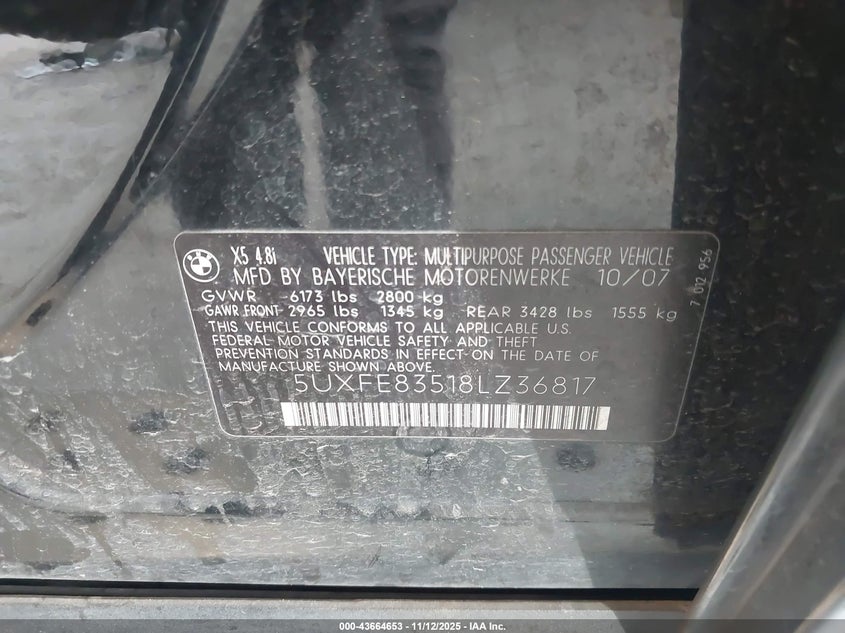 BMW
X5 4.8i VEHICLE TYPE: MULTIPURPOSE PASSENGER VEHICLE
MFD BY BAYERISCHE MOTORENWERKE 10/07
GVWR 6173 lbs 2800 kg
GAWR FRONT 2965 lbs 1345 kg REAR 3428 lbs 1555 kg
THIS VEHICLE CONFORMS TO ALL APPLICABLE U.S.
FEDERAL MOTOR VEHICLE SAFETY AND THEFT
PREVENTION STANDARDS IN EFFECT ON THE DATE OF
MANUFACTURE SHOWN ABOVE.
5UXFE83518LZ36817
7 012 956
000-43664653 - 11/12/2025 - IAA Inc.